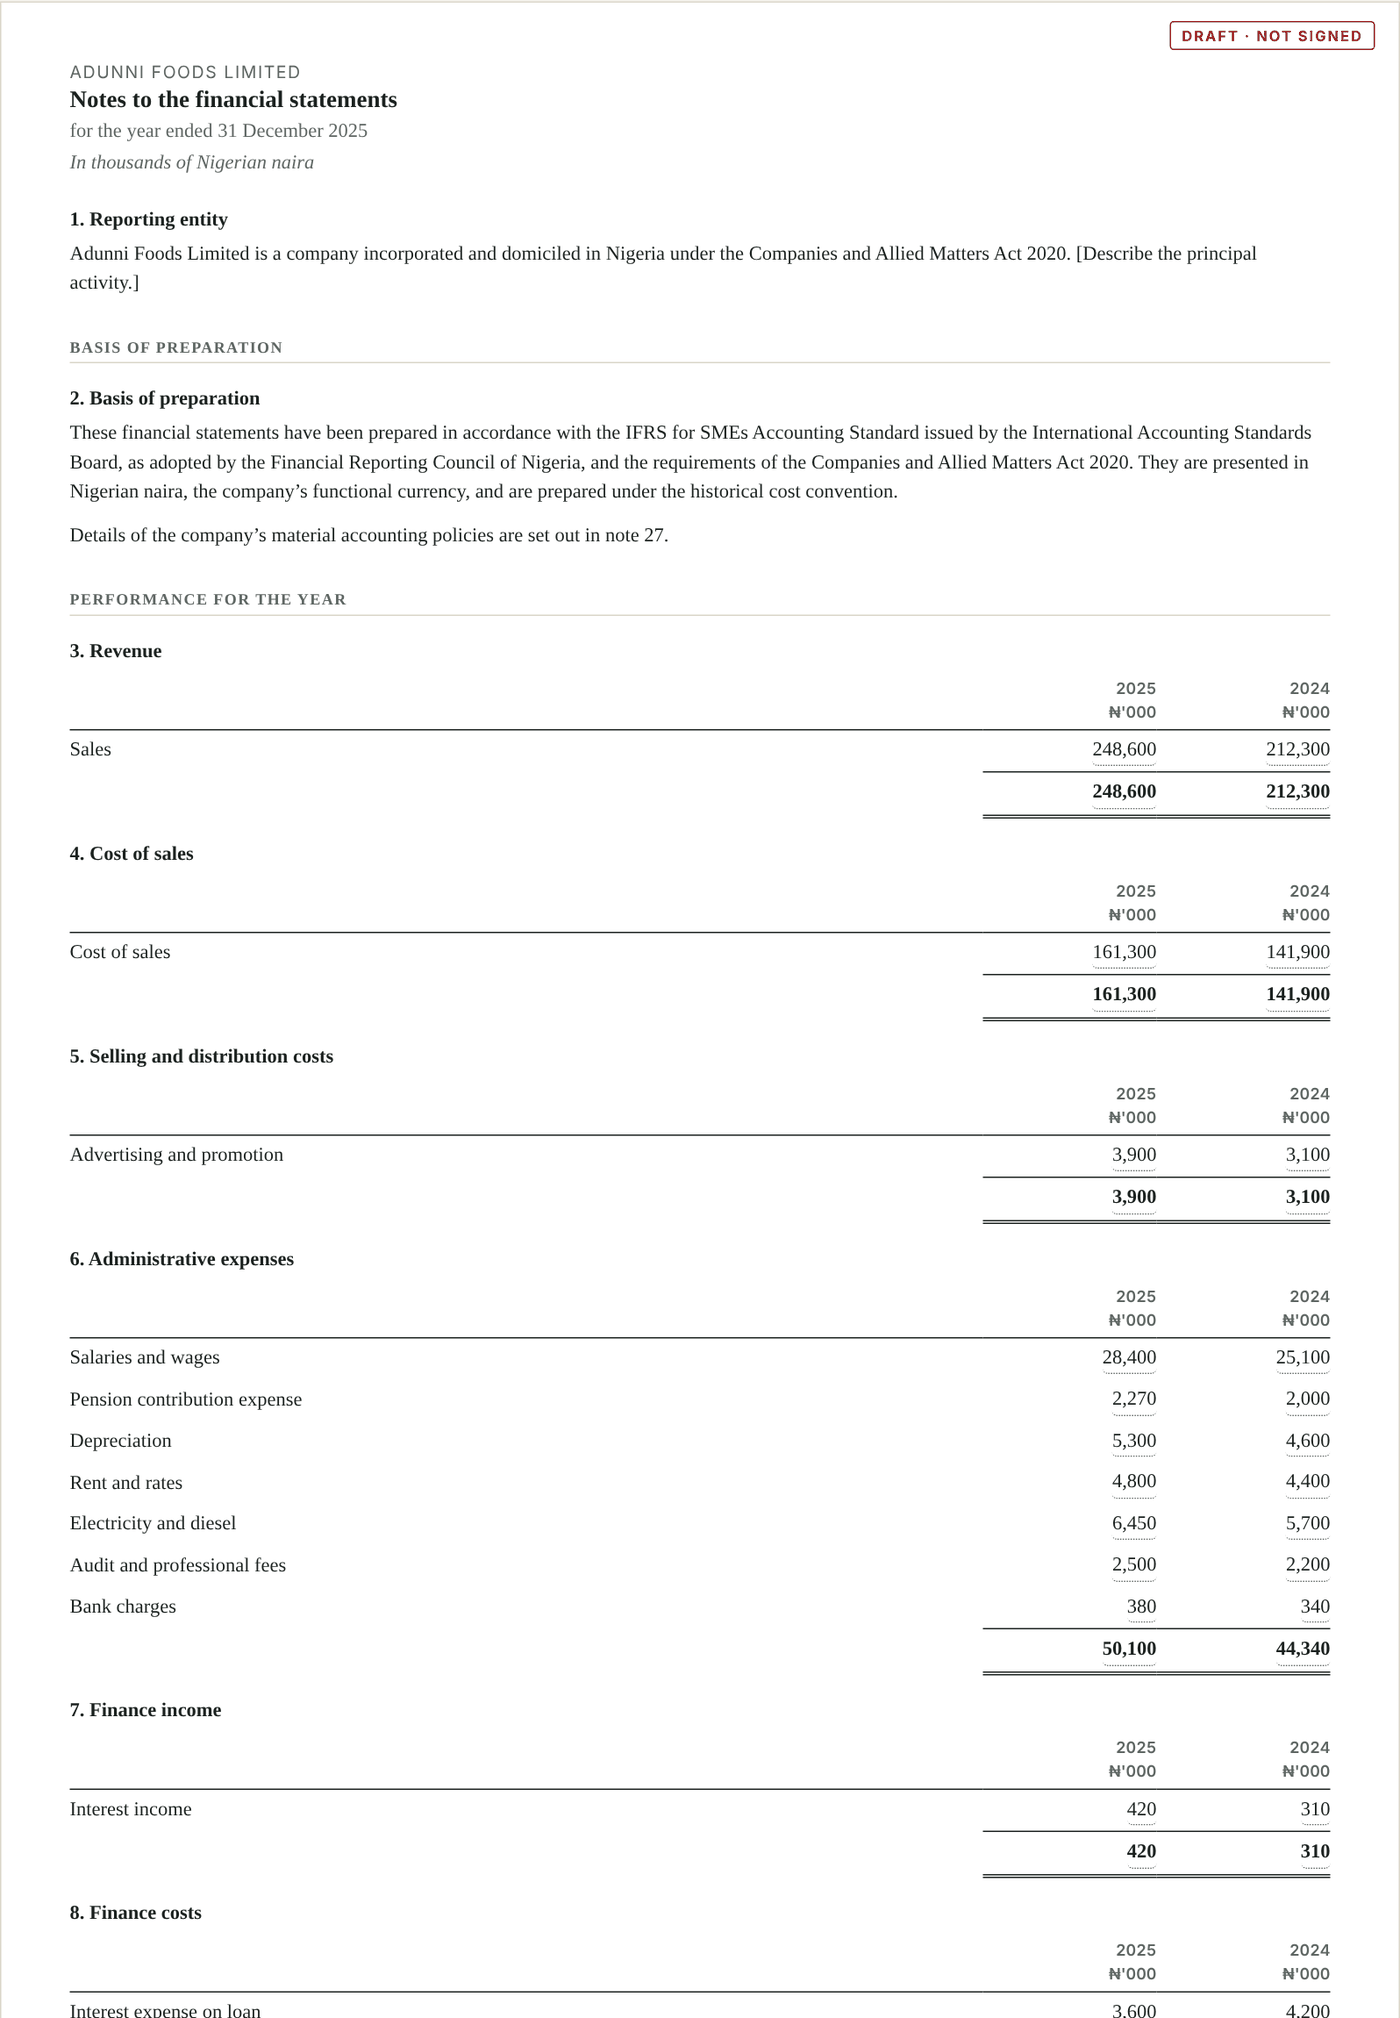 DRAFT · NOT SIGNED
ADUNNI FOODS LIMITED
Notes to the financial statements
for the year ended 31 December 2025
In thousands of Nigerian naira
1. Reporting entity
Adunni Foods Limited is a company incorporated and domiciled in Nigeria under the Companies and Allied Matters Act 2020. [Describe the principal
activity.]
BASIS OF PREPARATION
2. Basis of preparation
These financial statements have been prepared in accordance with the IFRS for SMEs Accounting Standard issued by the International Accounting Standards
Board, as adopted by the Financial Reporting Council of Nigeria, and the requirements of the Companies and Allied Matters Act 2020. They are presented in
Nigerian naira, the company’s functional currency, and are prepared under the historical cost convention.
Details of the company’s material accounting policies are set out in note 27.
PERFORMANCE FOR THE YEAR
3. Revenue
2025 2024
₦'000 ₦'000
Sales 248,600 212,300
248,600 212,300
4. Cost of sales
2025 2024
₦'000 ₦'000
Cost of sales 161,300 141,900
161,300 141,900
5. Selling and distribution costs
2025 2024
₦'000 ₦'000
Advertising and promotion 3,900 3,100
3,900 3,100
6. Administrative expenses
2025 2024
₦'000 ₦'000
Salaries and wages 28,400 25,100
Pension contribution expense 2,270 2,000
Depreciation 5,300 4,600
Rent and rates 4,800 4,400
Electricity and diesel 6,450 5,700
Audit and professional fees 2,500 2,200
Bank charges 380 340
50,100 44,340
7. Finance income
2025 2024
₦'000 ₦'000
Interest income 420 310
420 310
8. Finance costs
2025 2024
₦'000 ₦'000
Interest expense on loan 3,600 4,200